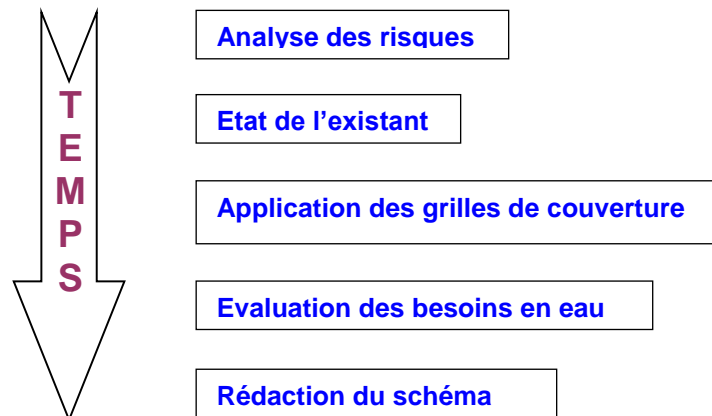 Analyse des risques
TEMPS
Etat de l’existant
Application des grilles de couverture
Evaluation des besoins en eau
Rédaction du schéma